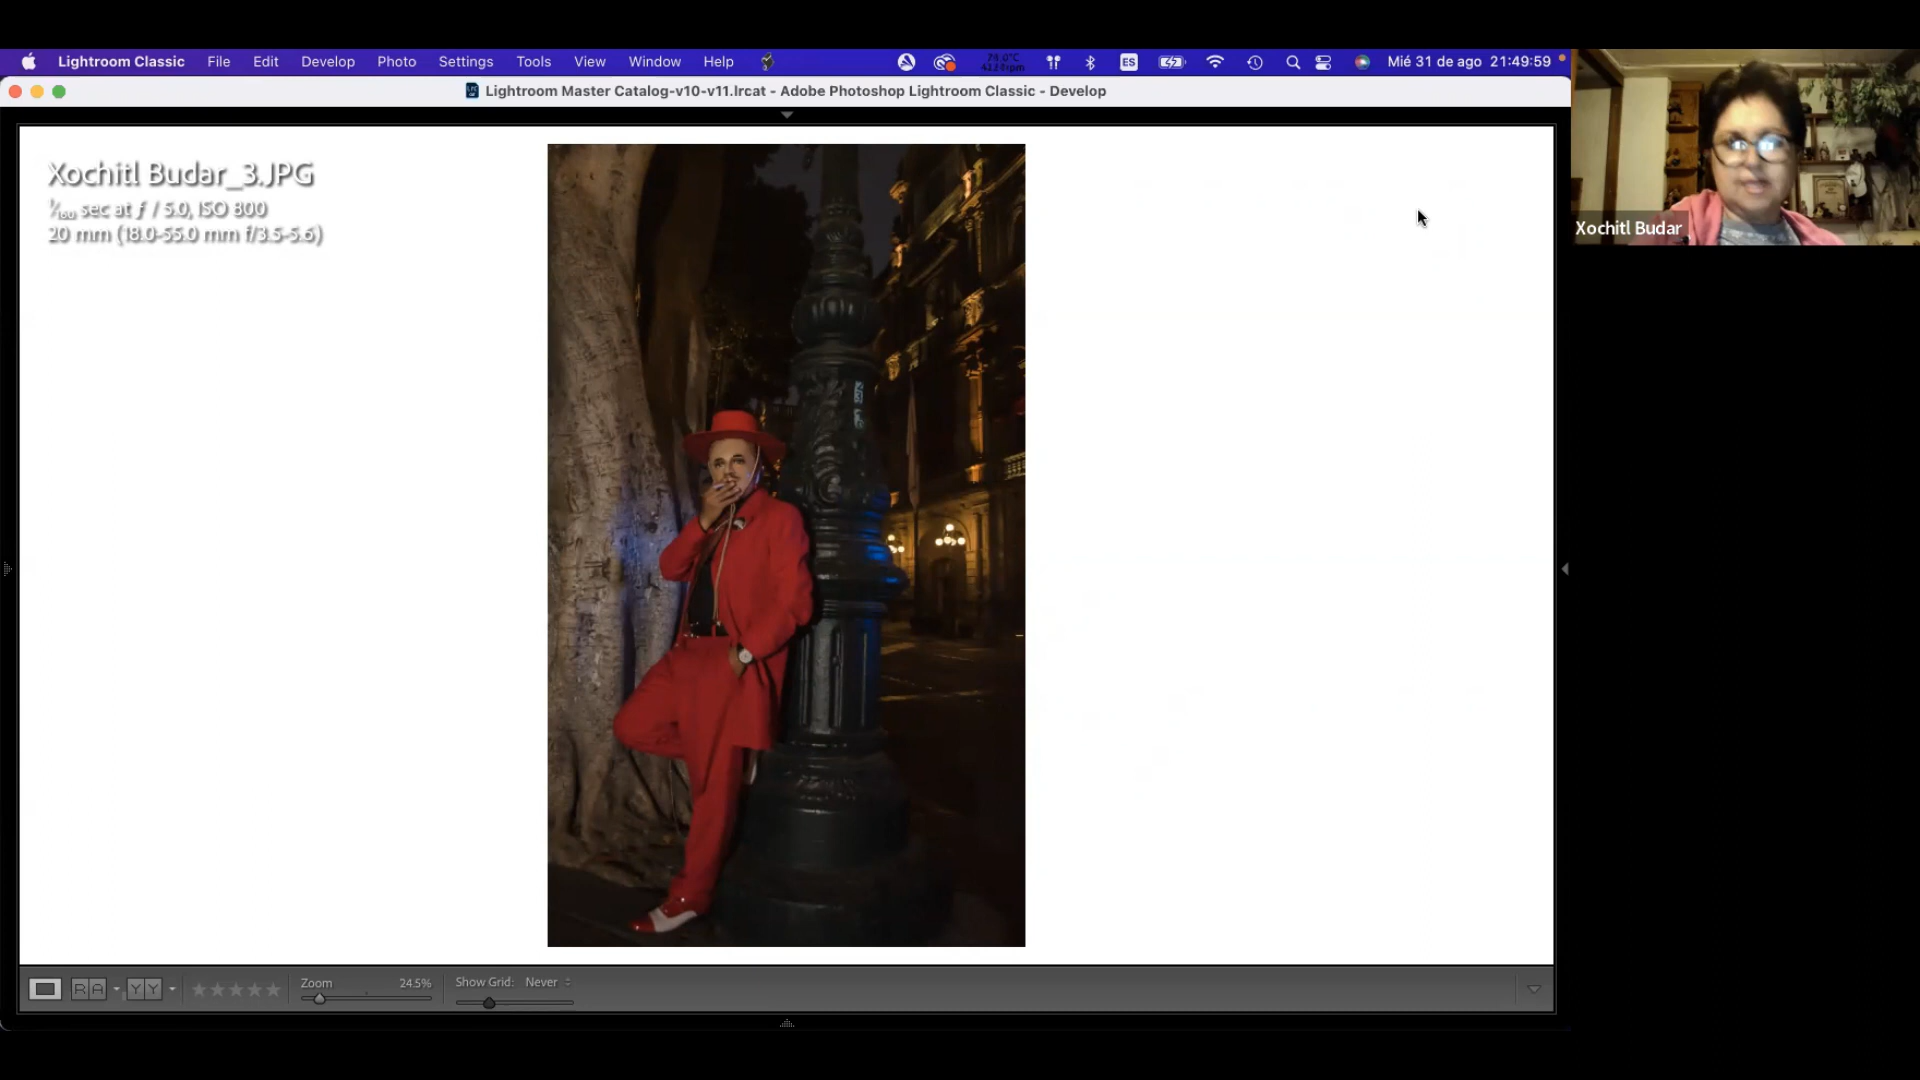 Lightroom Classic File Edit Develop Photo Settings Tools View Window Help ES Mié 31 de ago 21:49:59
Lightroom Master Catalog-v10-v11.lrcat - Adobe Photoshop Lightroom Classic - Develop
Xochitl Budar_3.JPG
1/160 sec at ƒ / 5.0, ISO 800
20 mm (18.0-55.0 mm f/3.5-5.6)
Xochitl Budar
R A Y Y Zoom 24.5% Show Grid: Never